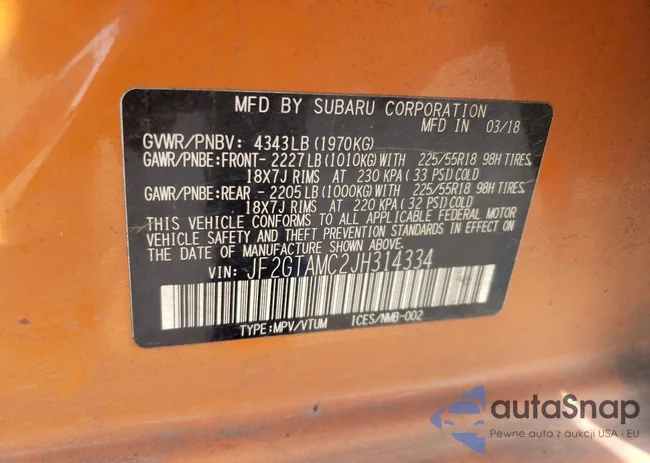 MFD BY SUBARU CORPORATION
MFD IN 03/18
GVWR/PNBV: 4343LB (1970KG)
GAWR/PNBE:FRONT-2227LB (1010KG) WITH 225/55R18 98H TIRES,
18X7J RIMS AT 230 KPA (33 PSI) COLD
GAWR/PNBE:REAR -2205LB (1000KG) WITH 225/55R18 98H TIRES,
18X7J RIMS AT 220 KPA (32 PSI) COLD
THIS VEHICLE CONFORMS TO ALL APPLICABLE FEDERAL MOTOR
VEHICLE SAFETY AND THEFT PREVENTION STANDARDS IN EFFECT ON
THE DATE OF MANUFACTURE SHOWN ABOVE.
VIN: JF2GTAMC2JH314334
TYPE:MPV/VTUM ICES/NMB-002
autaSnap
Pewne auta z aukcji USA i EU